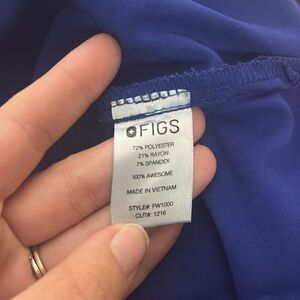 FIGS
72% POLYESTER
21% RAYON
7% SPANDEX
100% AWESOME
MADE IN VIETNAM
STYLE#: FW1000
CUT#: 1216